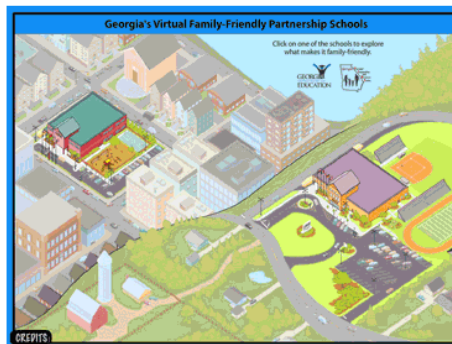 Georgia's Virtual Family-Friendly Partnership Schools
Click on one of the schools to explore
what makes it family-friendly.
GEORGIA
EDUCATION
CREDITS